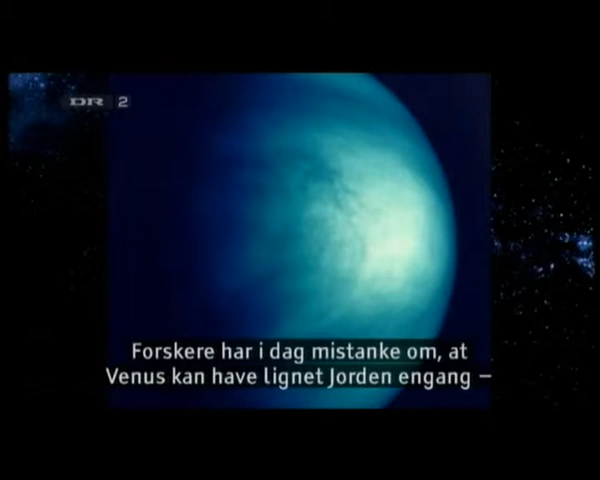 DR 2
Forskere har i dag mistanke om, at
Venus kan have lignet Jorden engang –